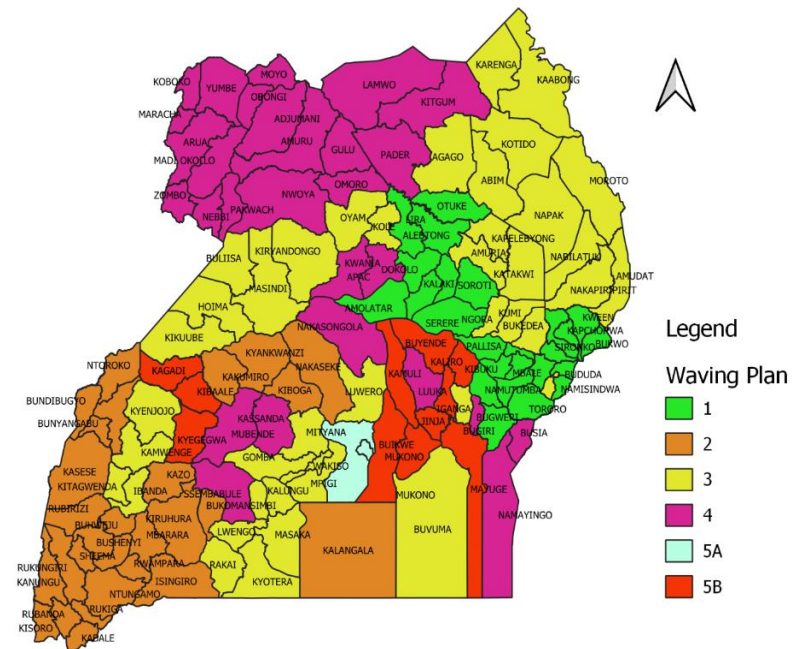 KARENGA
KAABONG
KOBOKO
YUMBE
MOYO
OBONGI
LAMWO
KITGUM
MARACHA
ADJUMANI
ARUA
AMURU
GULU
PADER
AGAGO
KOTIDO
MADI OKOLLO
ABIM
MOROTO
ZOMBO
NEBBI
PAKWACH
NWOYA
OMORO
OTUKE
NAPAK
OYAM
KOLE
LIRA
ALEBTONG
KAPELEBYONG
AMURIA
NABILATUK
BULIISA
KIRYANDONGO
KWANIA
APAC
DOKOLO
KATAKWI
AMUDAT
MASINDI
KALAKI
SOROTI
NAKAPIRIPIRIT
HOIMA
AMOLATAR
SERERE
NGORA
KUMI
BUKEDEA
KWEEN
KAPCHORWA
BUKWO
KIKUUBE
NAKASONGOLA
BUYENDE
PALLISA
SIRONKO
NTOROKO
KAGADI
KYANKWANZI
NAKASEKE
KALIRO
KIBUKU
MBALE
BUDUDA
BUNDIBUGYO
KIBAALE
KAKUMIRO
KIBOGA
LUWERO
KAMULI
LUUKA
NAMUTUMBA
NAMISINDWA
BUNYANGABU
KYENJOJO
KASSANDA
IGANGA
BUGWERI
TORORO
KYEGEGWA
MUBENDE
MITYANA
JINJA
BUGIRI
BUSIA
KAMWENGE
GOMBA
WAKISO
BUIKWE
MUKONO
KASESE
KITAGWENDA
IBANDA
KAZO
SSEMBABULE
KALUNGU
MPIGI
MUKONO
MAYUGE
NAMAYINGO
RUBIRIZI
BUKOMANSIMBI
BUHWEJU
KIRUHURA
BUSHENYI
MBARARA
LWENGO
MASAKA
BUVUMA
SHEEMA
KALANGALA
RUKUNGIRI
RWAMPARA
RAKAI
KANUNGU
ISINGIRO
KYOTERA
NTUNGAMO
RUBANDA
RUKIGA
KISORO
KABALE
Legend
Waving Plan
1
2
3
4
5A
5B